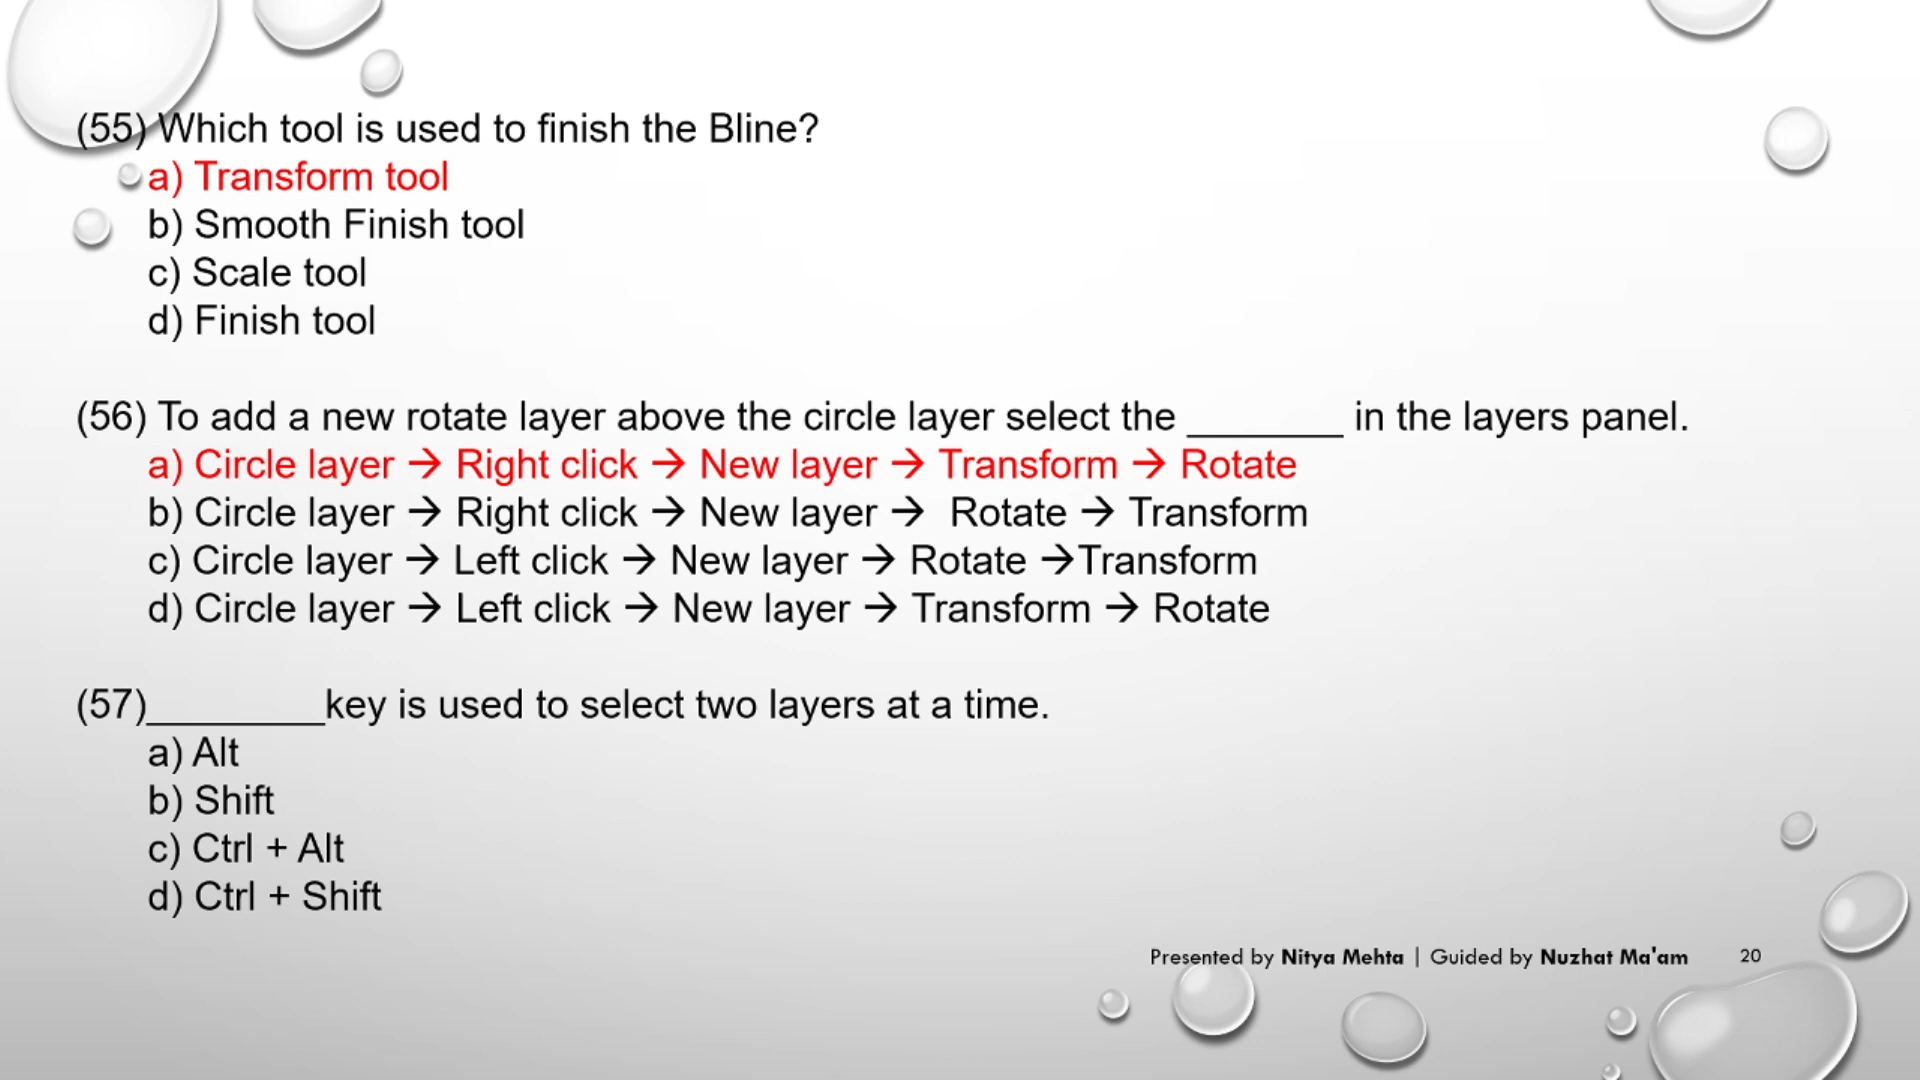 (55) Which tool is used to finish the Bline?
a) Transform tool
b) Smooth Finish tool
c) Scale tool
d) Finish tool
(56) To add a new rotate layer above the circle layer select the _______ in the layers panel.
a) Circle layer → Right click → New layer → Transform → Rotate
b) Circle layer → Right click → New layer → Rotate → Transform
c) Circle layer → Left click → New layer → Rotate →Transform
d) Circle layer → Left click → New layer → Transform → Rotate
(57)________key is used to select two layers at a time.
a) Alt
b) Shift
c) Ctrl + Alt
d) Ctrl + Shift
Presented by Nitya Mehta | Guided by Nuzhat Ma'am 20